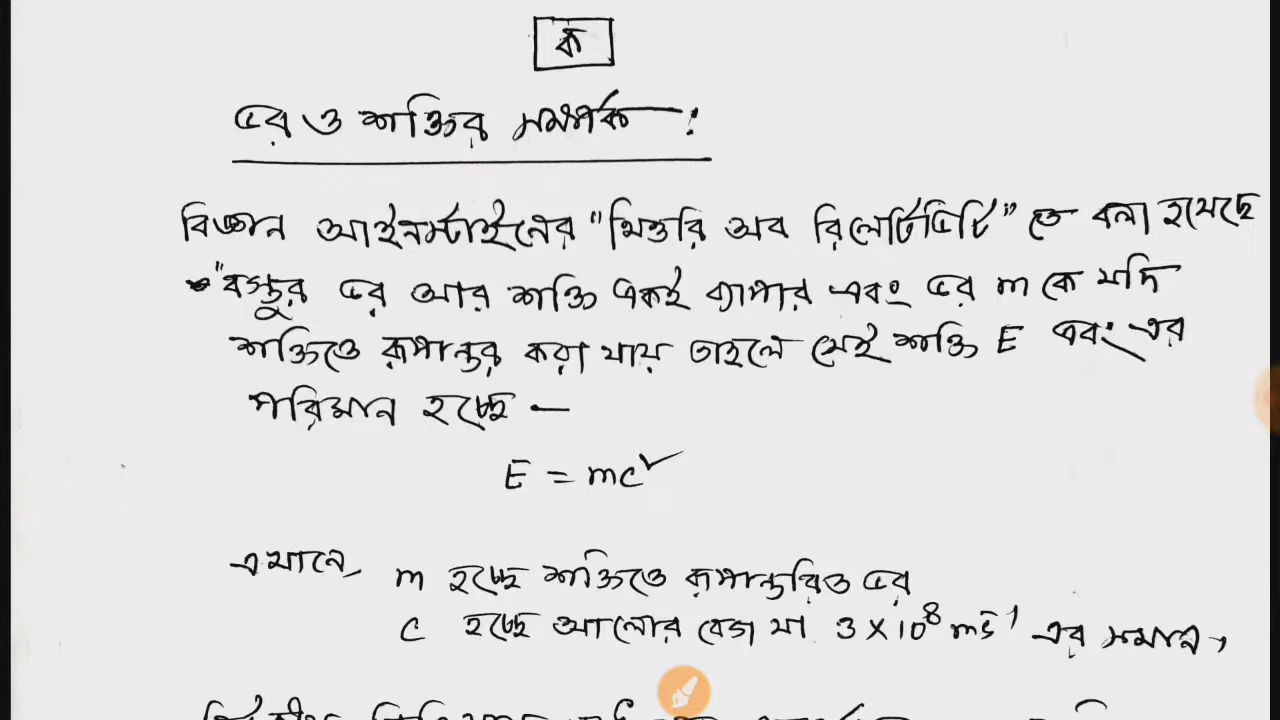 ক
ভর ও শক্তির সম্পর্ক :
বিজ্ঞান আইনস্টাইনের "থিওরি অব রিলেটিভিটি" তে বলা হয়েছে
-"বস্তুর ভর আর শক্তি একই ব্যাপার এবং ভর m কে যদি
শক্তিতে রূপান্তর করা যায় তাহলে সেই শক্তি E এবং এর
পরিমান হচ্ছে —
E = mc²
এখানে,
m হচ্ছে শক্তিতে রূপান্তরিত ভর
c হচ্ছে আলোর বেগ যা 3×10⁸ ms⁻¹ এর সমান,